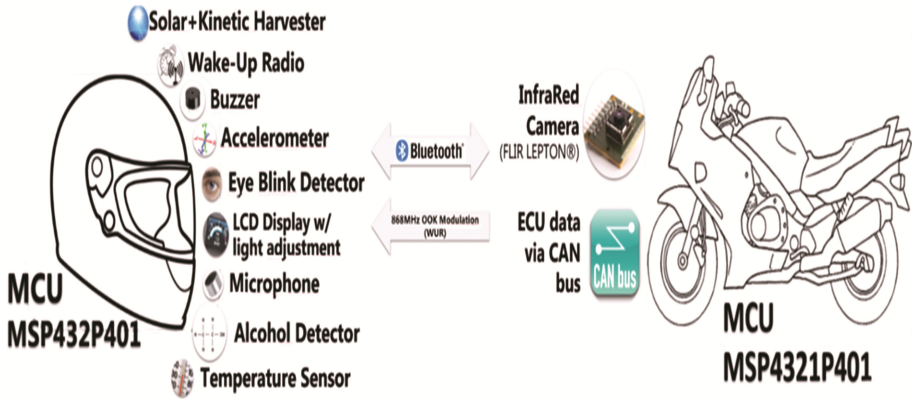 Solar+Kinetic Harvester
Wake-Up Radio
Buzzer
Accelerometer
Eye Blink Detector
LCD Display w/
light adjustment
Microphone
Alcohol Detector
Temperature Sensor
MCU
MSP432P401
Bluetooth®
868MHz OOK Modulation
(WUR)
InfraRed
Camera
(FLIR LEPTON®)
ECU data
via CAN
bus
CAN bus
MCU
MSP4321P401